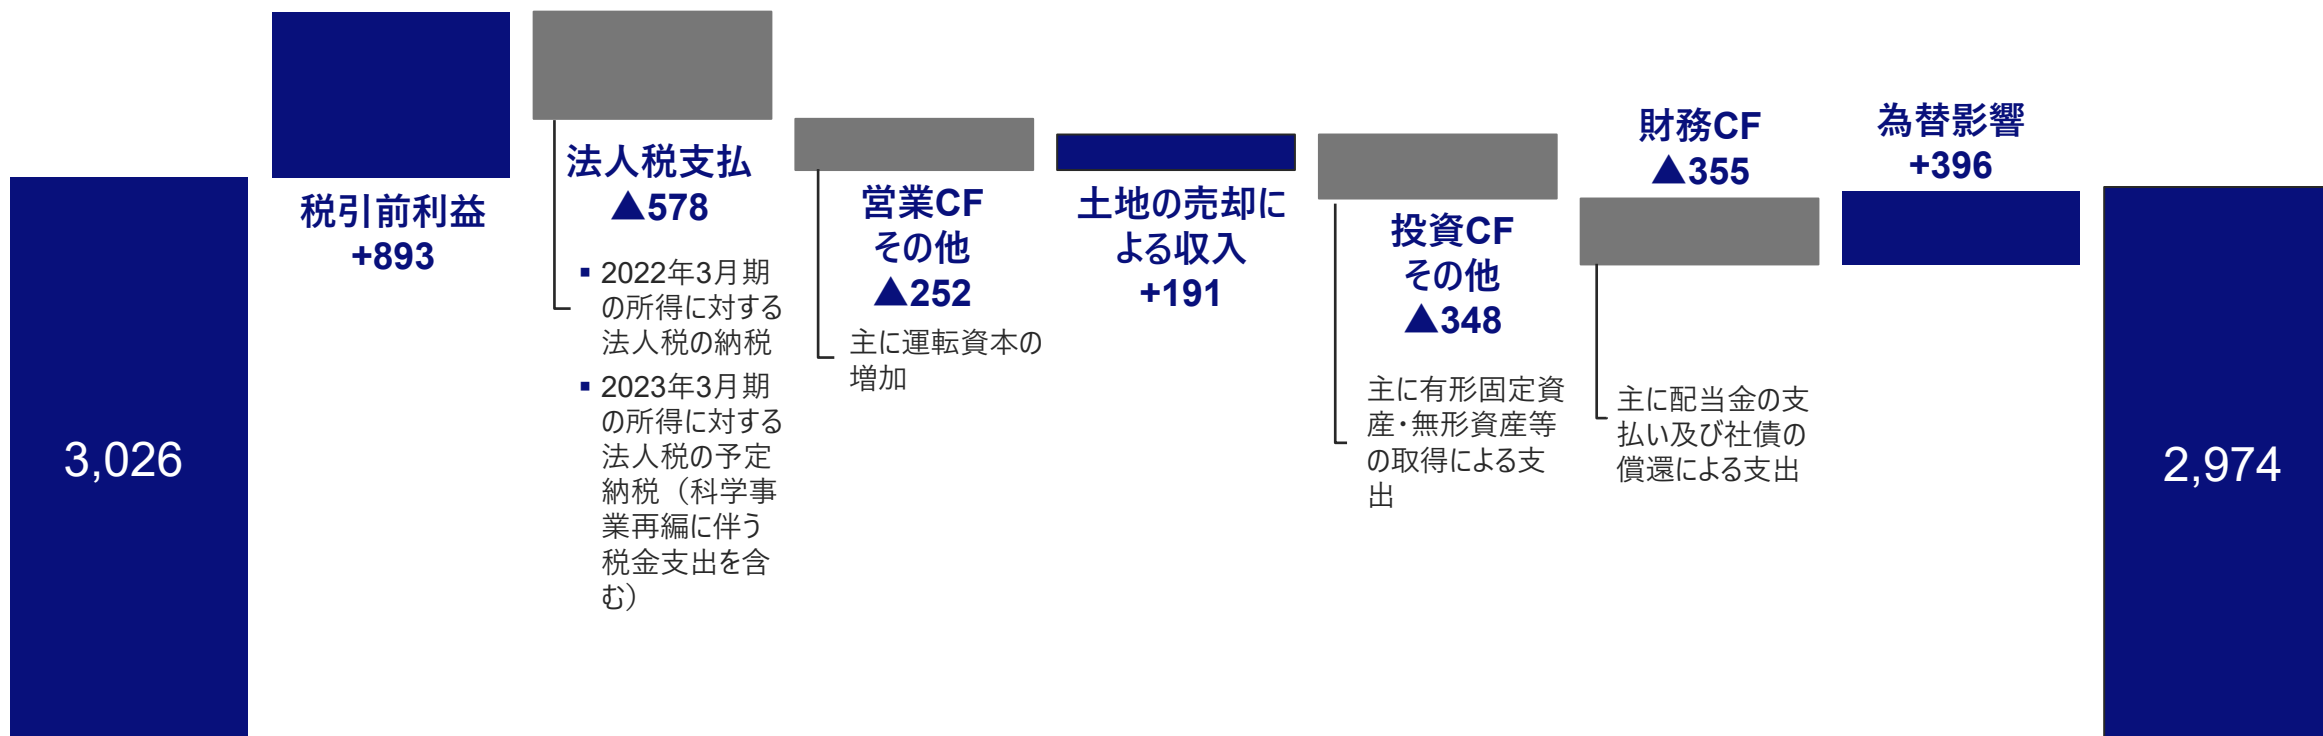 3,026
税引前利益
+893
法人税支払
▲578
▪ 2022年3月期
の所得に対する
法人税の納税
▪ 2023年3月期
の所得に対する
法人税の予定
納税（科学事
業再編に伴う
税金支出を含
む）
営業CF
その他
▲252
主に運転資本の
増加
土地の売却に
よる収入
+191
投資CF
その他
▲348
主に有形固定資
産・無形資産等
の取得による支
出
財務CF
▲355
主に配当金の支
払い及び社債の
償還による支出
為替影響
+396
2,974